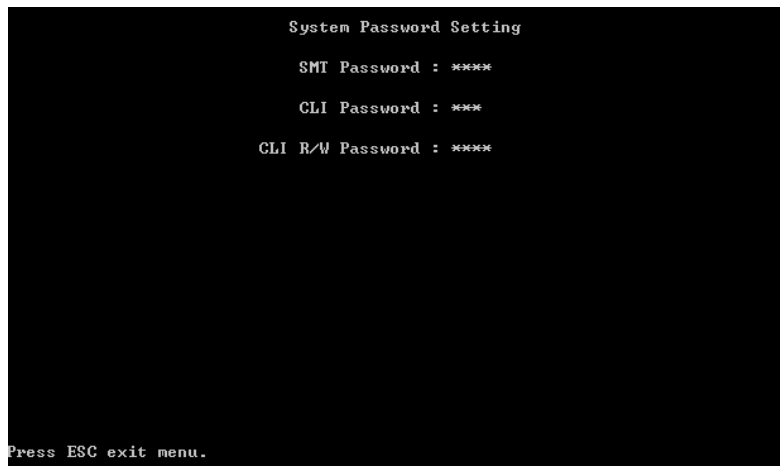 System Password Setting
SMT Password : ****
CLI Password : ***
CLI R/W Password : ****
Press ESC exit menu.